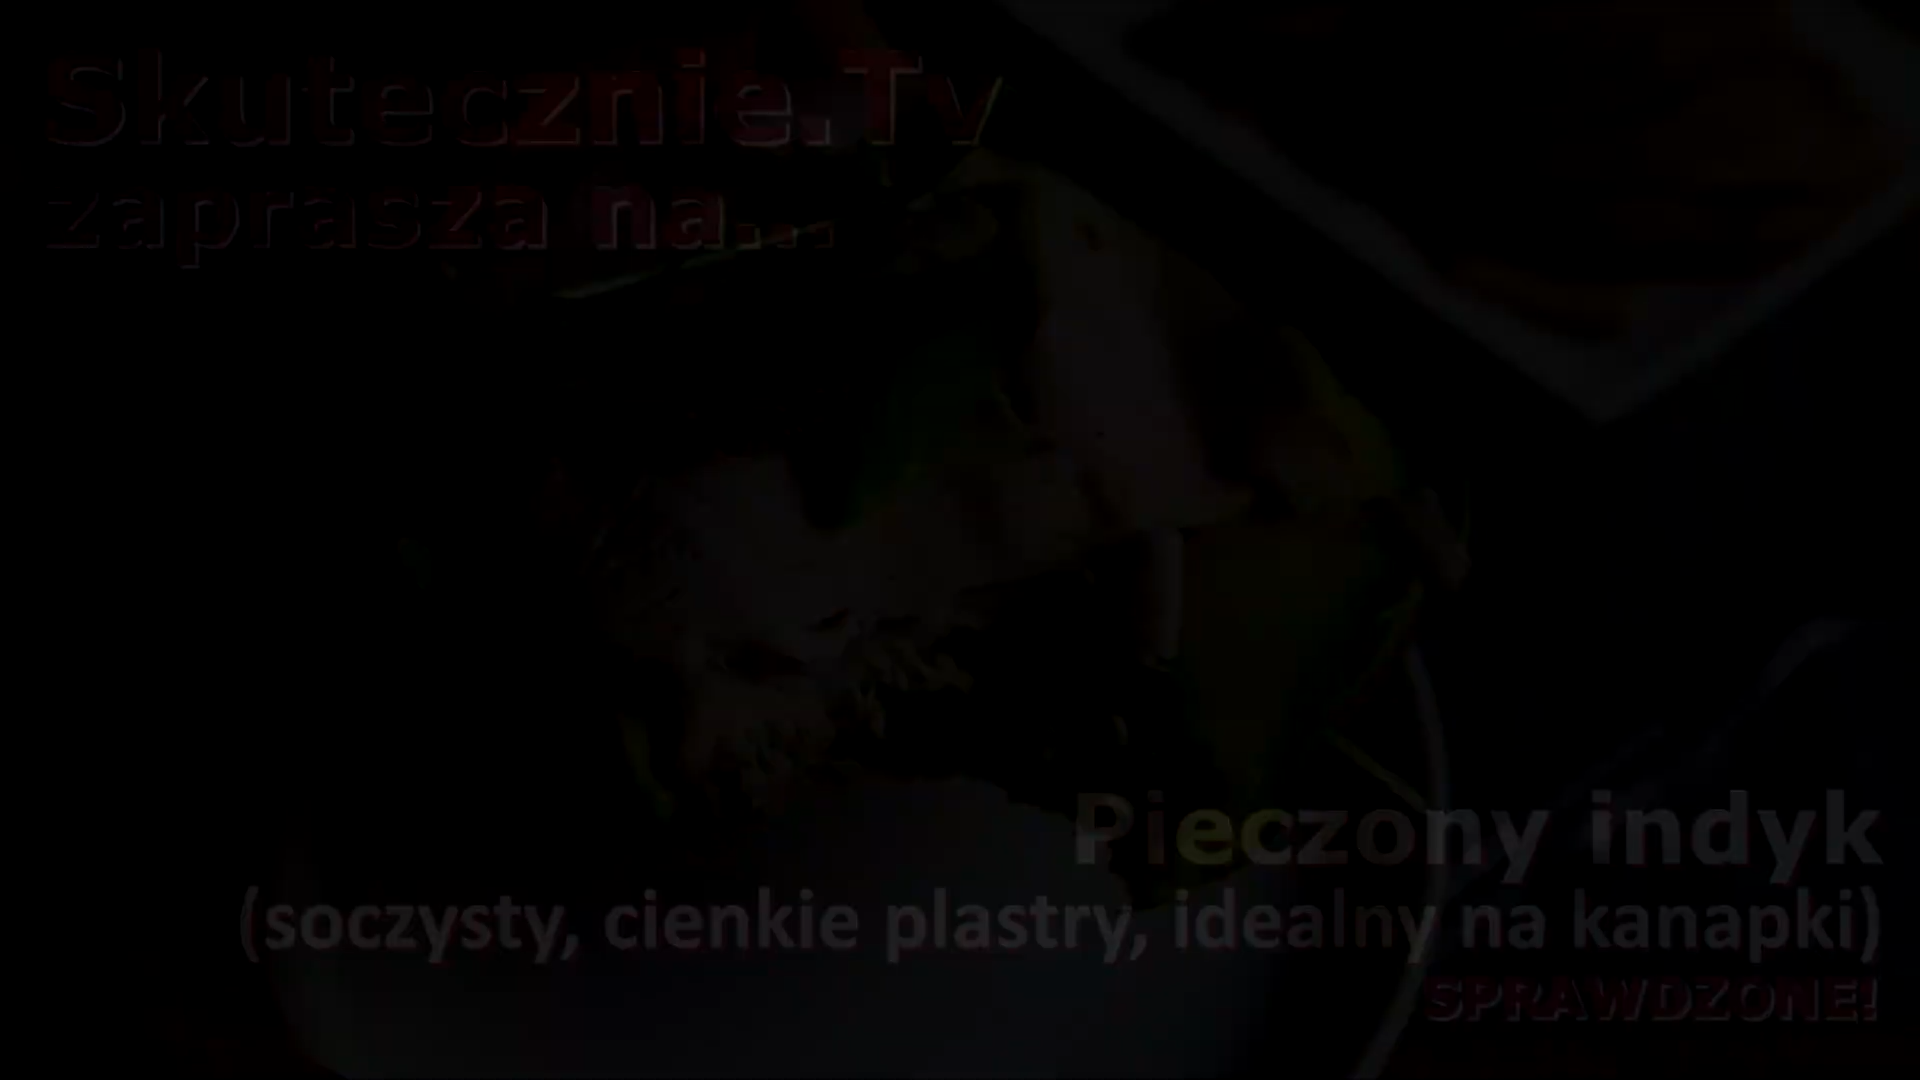 Skutecznie.Tv
zaprasza na...
Pieczony indyk
(soczysty, cienkie plastry, idealny na kanapki)
SPRAWDZONE!